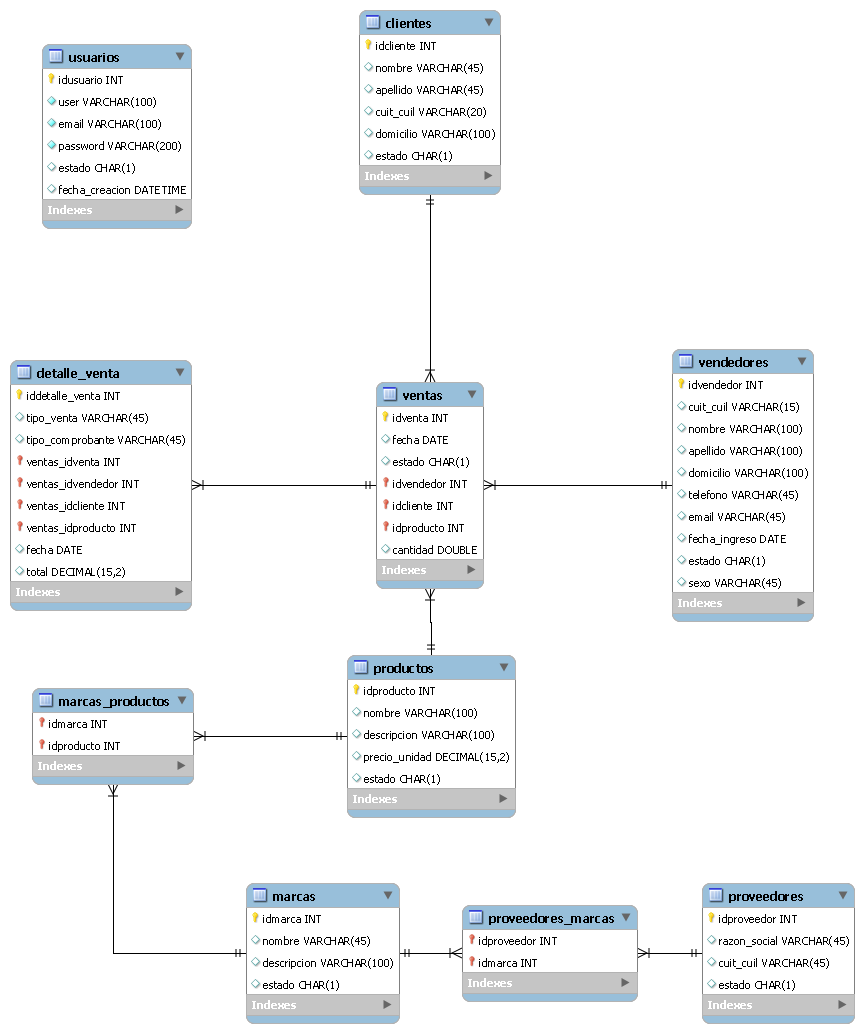 clientes
idcliente INT
nombre VARCHAR(45)
apellido VARCHAR(45)
cuit_cuil VARCHAR(20)
domicilio VARCHAR(100)
estado CHAR(1)
Indexes
usuarios
idusuario INT
user VARCHAR(100)
email VARCHAR(100)
password VARCHAR(200)
estado CHAR(1)
fecha_creacion DATETIME
Indexes
detalle_venta
iddetalle_venta INT
tipo_venta VARCHAR(45)
tipo_comprobante VARCHAR(45)
ventas_idventa INT
ventas_idvendedor INT
ventas_idcliente INT
ventas_idproducto INT
fecha DATE
total DECIMAL(15,2)
Indexes
ventas
idventa INT
fecha DATE
estado CHAR(1)
idvendedor INT
idcliente INT
idproducto INT
cantidad DOUBLE
Indexes
vendedores
idvendedor INT
cuit_cuil VARCHAR(15)
nombre VARCHAR(100)
apellido VARCHAR(100)
domicilio VARCHAR(100)
telefono VARCHAR(45)
email VARCHAR(45)
fecha_ingreso DATE
estado CHAR(1)
sexo VARCHAR(45)
Indexes
marcas_productos
idmarca INT
idproducto INT
Indexes
productos
idproducto INT
nombre VARCHAR(100)
descripcion VARCHAR(100)
precio_unidad DECIMAL(15,2)
estado CHAR(1)
Indexes
marcas
idmarca INT
nombre VARCHAR(45)
descripcion VARCHAR(100)
estado CHAR(1)
Indexes
proveedores_marcas
idproveedor INT
idmarca INT
Indexes
proveedores
idproveedor INT
razon_social VARCHAR(45)
cuit_cuil VARCHAR(45)
estado CHAR(1)
Indexes